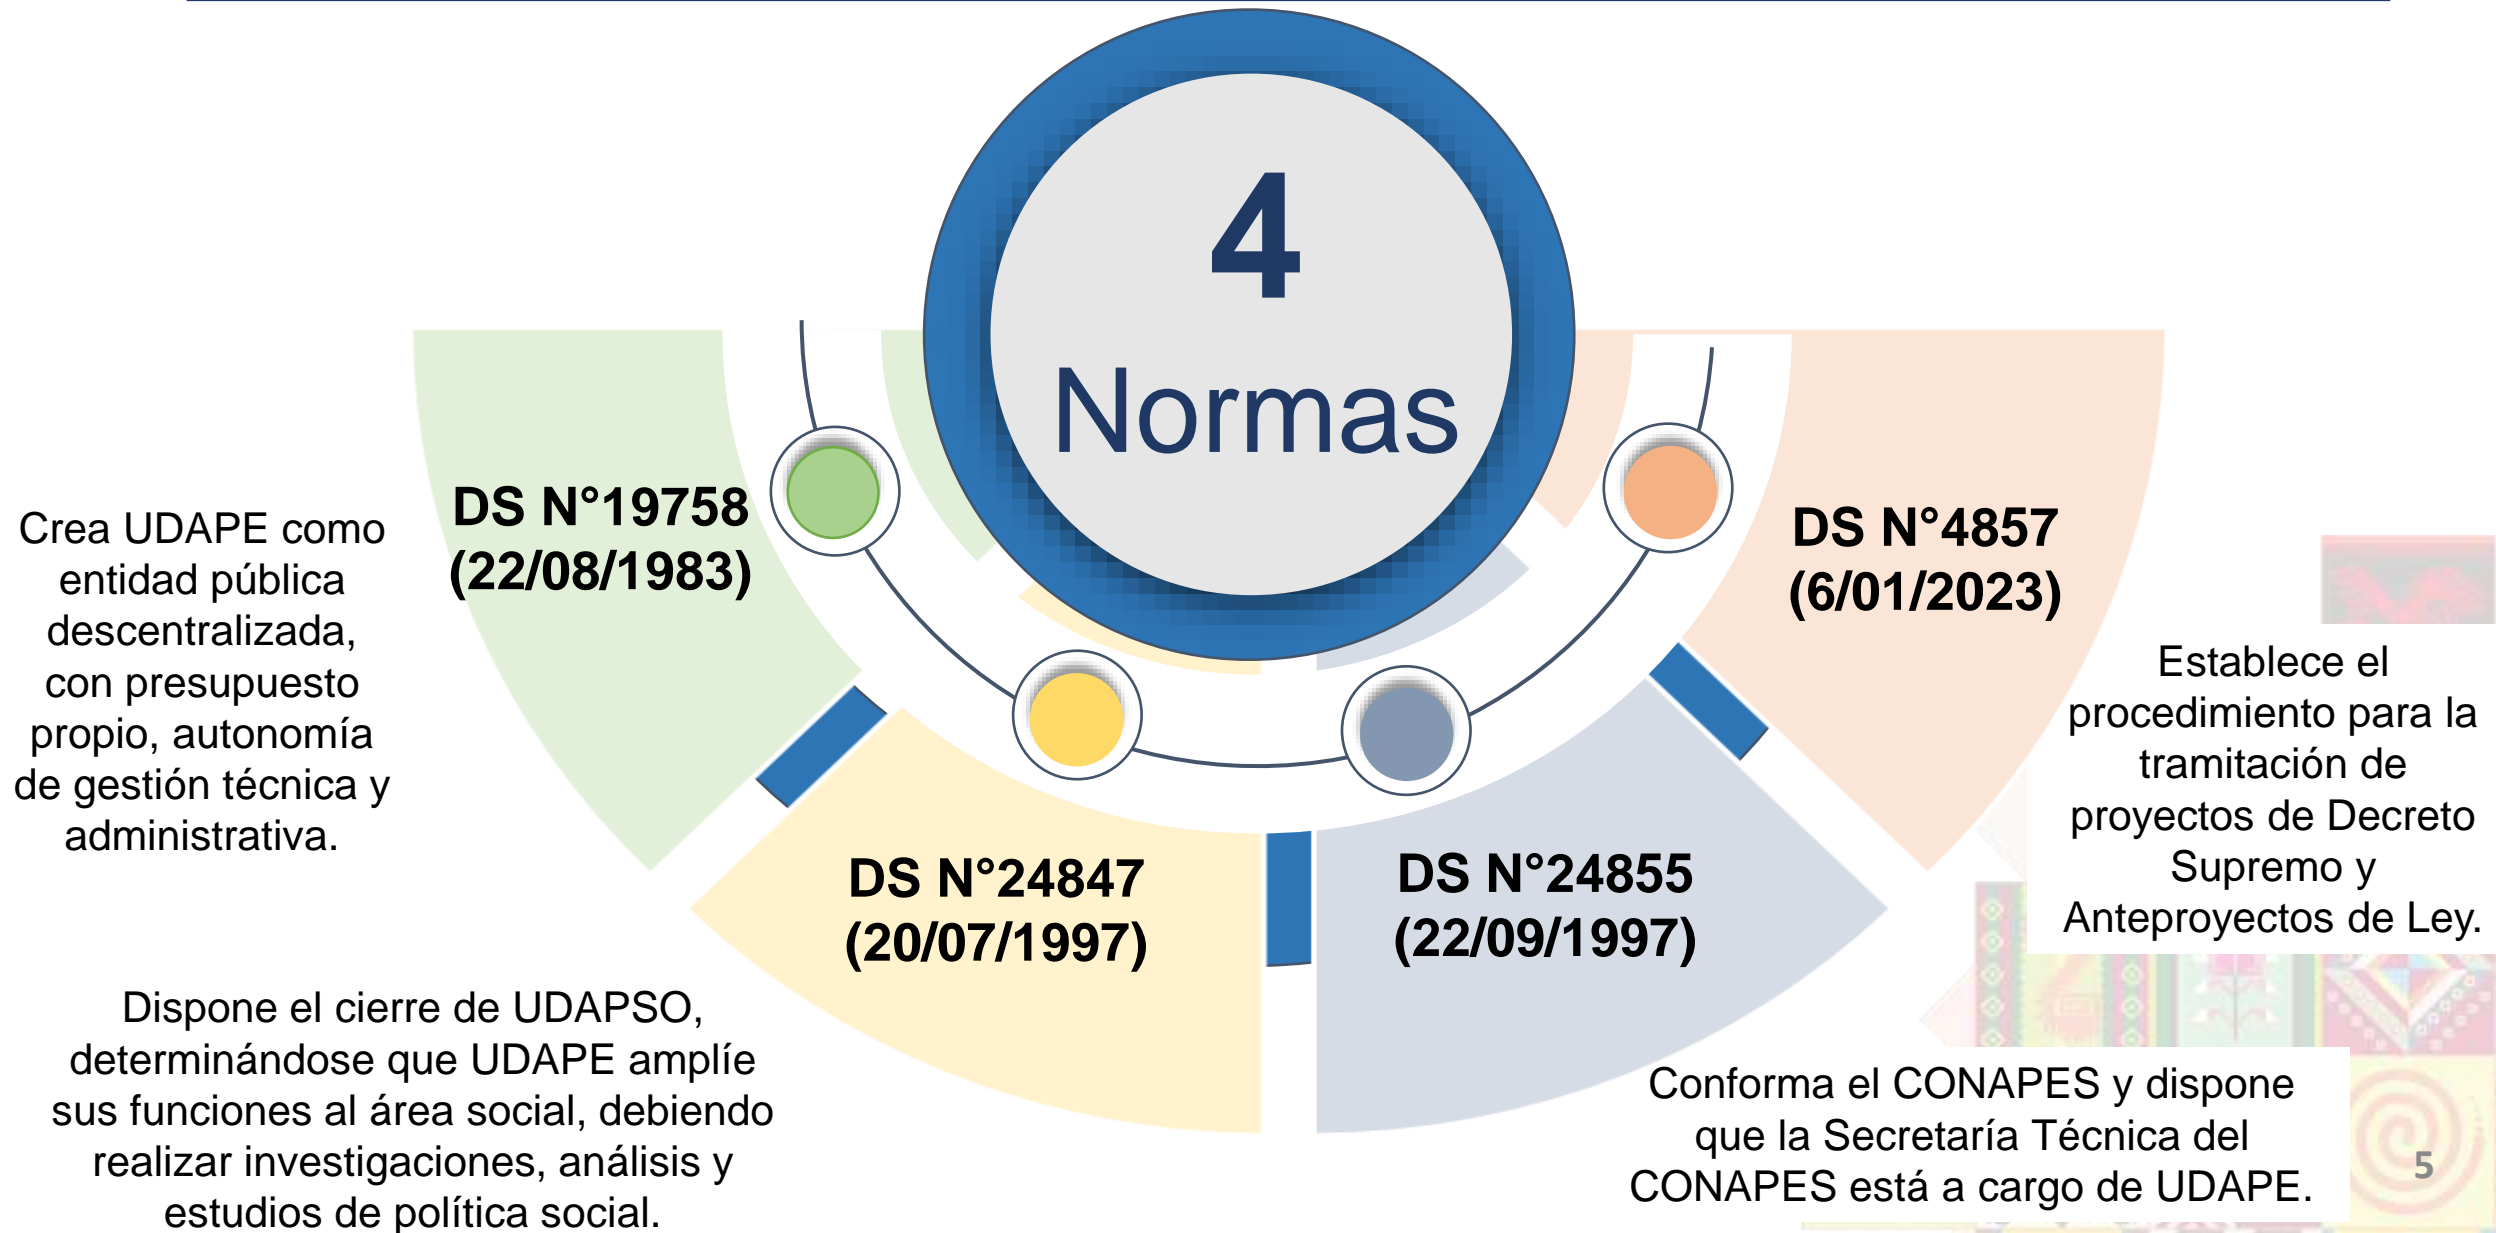 4
Normas
DS N°19758
(22/08/1983)
Crea UDAPE como
entidad pública
descentralizada,
con presupuesto
propio, autonomía
de gestión técnica y
administrativa.
DS N°24847
(20/07/1997)
Dispone el cierre de UDAPSO,
determinándose que UDAPE amplíe
sus funciones al área social, debiendo
realizar investigaciones, análisis y
estudios de política social.
DS N°24855
(22/09/1997)
Conforma el CONAPES y dispone
que la Secretaría Técnica del
CONAPES está a cargo de UDAPE.
DS N°4857
(6/01/2023)
Establece el
procedimiento para la
tramitación de
proyectos de Decreto
Supremo y
Anteproyectos de Ley.
5